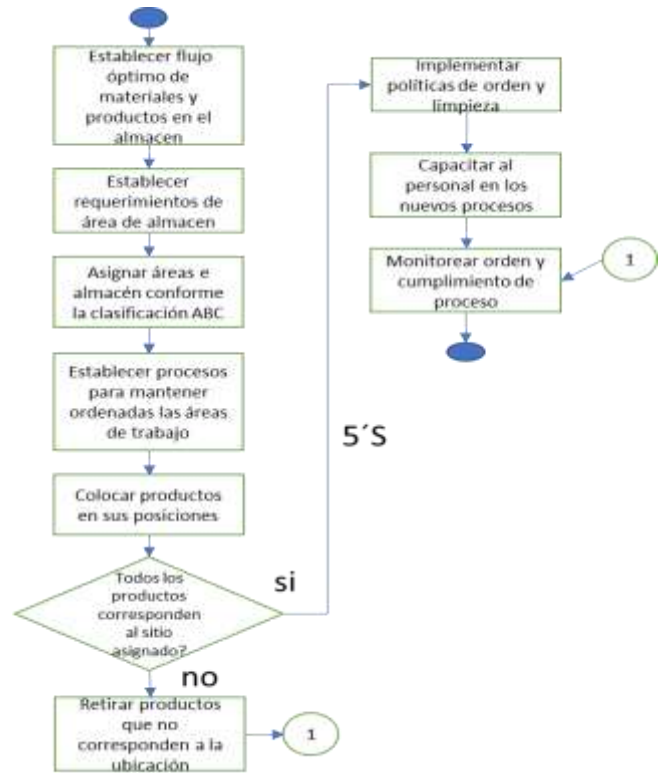 Establecer flujo
óptimo de
materiales y
productos en el
almacen
Establecer
requerimientos de
área de almacen
Asignar áreas e
almacén conforme
la clasificación ABC
Establecer procesos
para mantener
ordenadas las áreas
de trabajo
Colocar productos
en sus posiciones
Todos los
productos
corresponden
al sitio
asignado?
si
no
Retirar productos
que no
corresponden a la
ubicación
1
5´S
Implementar
políticas de orden y
limpieza
Capacitar al
personal en los
nuevos procesos
Monitorear orden y
cumplimiento de
proceso
1